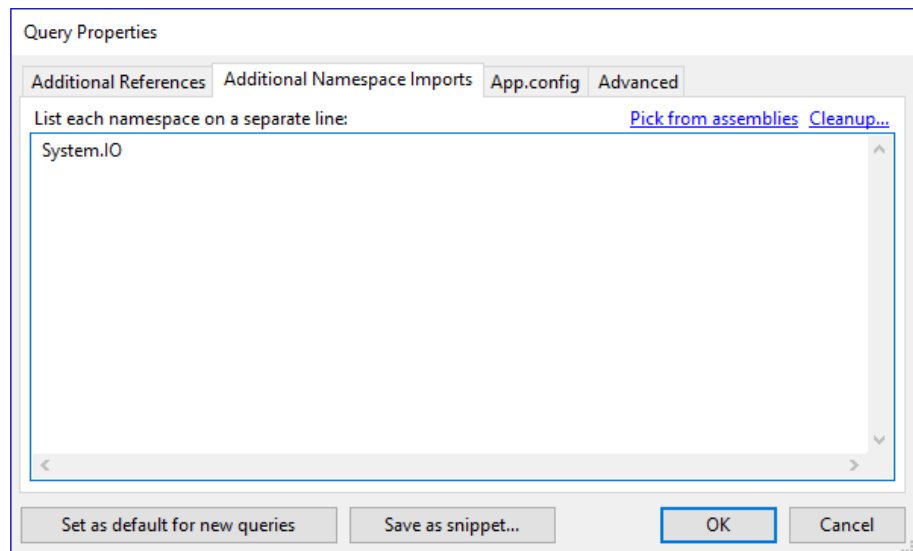 Query Properties
Additional References Additional Namespace Imports App.config Advanced
List each namespace on a separate line: Pick from assemblies Cleanup...
System.IO
Set as default for new queries Save as snippet... OK Cancel